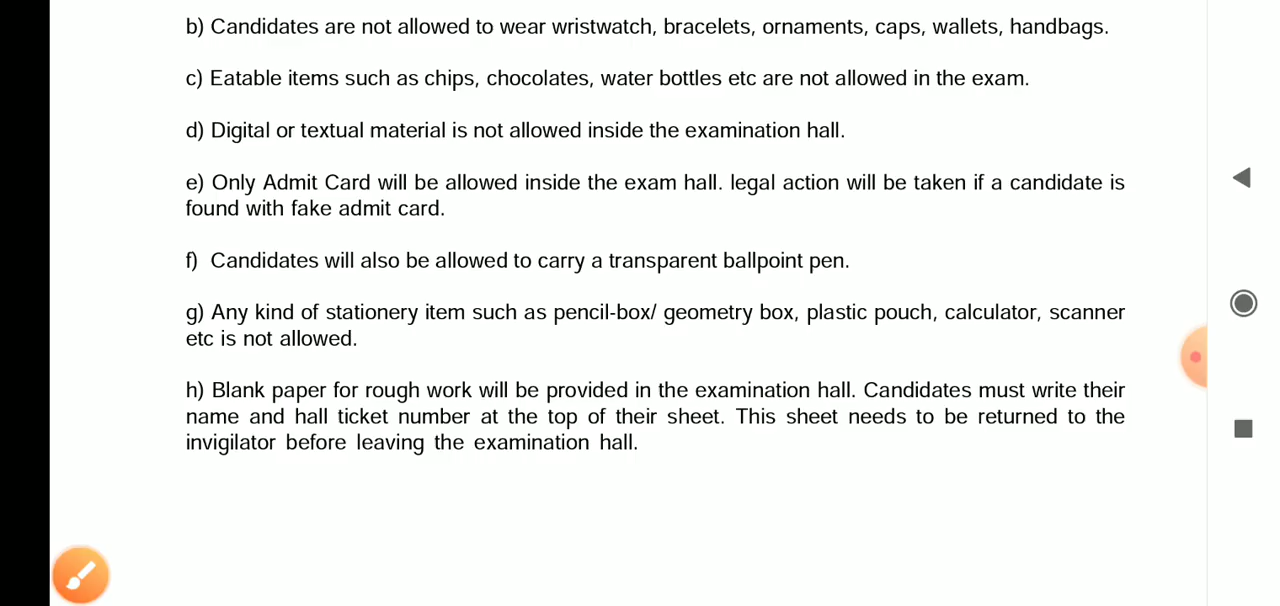 b) Candidates are not allowed to wear wristwatch, bracelets, ornaments, caps, wallets, handbags.
c) Eatable items such as chips, chocolates, water bottles etc are not allowed in the exam.
d) Digital or textual material is not allowed inside the examination hall.
e) Only Admit Card will be allowed inside the exam hall. legal action will be taken if a candidate is
found with fake admit card.
f) Candidates will also be allowed to carry a transparent ballpoint pen.
g) Any kind of stationery item such as pencil-box/ geometry box, plastic pouch, calculator, scanner
etc is not allowed.
h) Blank paper for rough work will be provided in the examination hall. Candidates must write their
name and hall ticket number at the top of their sheet. This sheet needs to be returned to the
invigilator before leaving the examination hall.